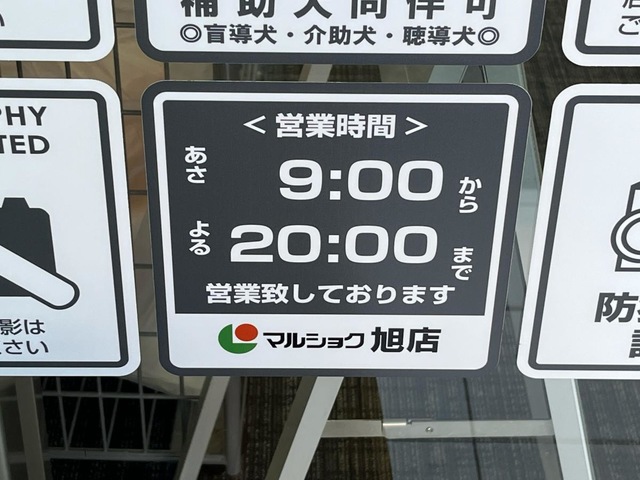 補助犬同伴可
◎盲導犬・介助犬・聴導犬◎
PHY
TED
影は
さい
<営業時間>
あさ 9:00 から
よる 20:00 まで
営業致しております
マルショク 旭店
防